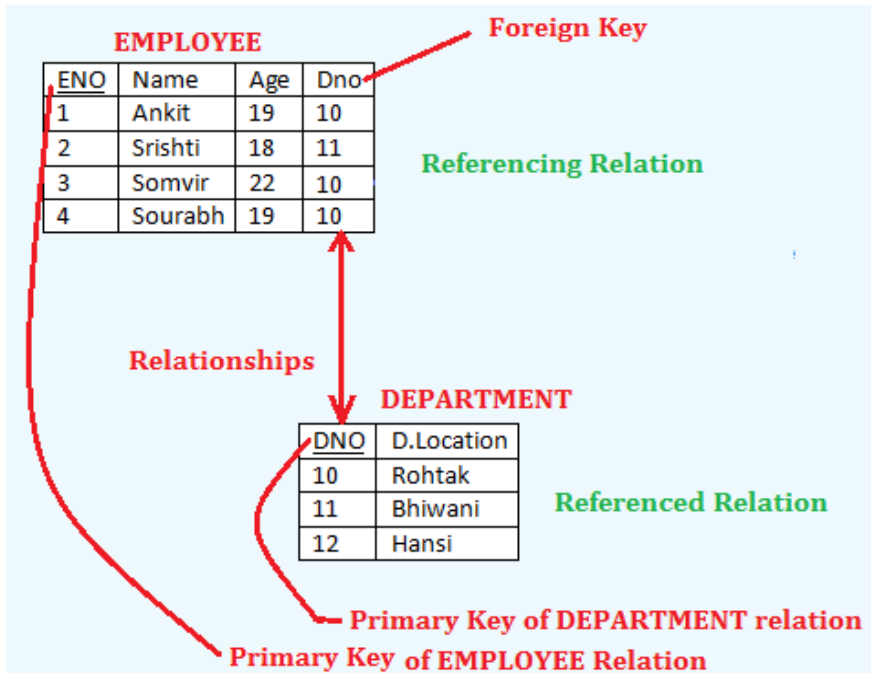 EMPLOYEE
Foreign Key
ENO Name Age Dno
1 Ankit 19 10
2 Srishti 18 11
3 Somvir 22 10
4 Sourabh 19 10
Referencing Relation
Relationships
DEPARTMENT
DNO D.Location
10 Rohtak
11 Bhiwani
12 Hansi
Referenced Relation
Primary Key of DEPARTMENT relation
Primary Key of EMPLOYEE Relation